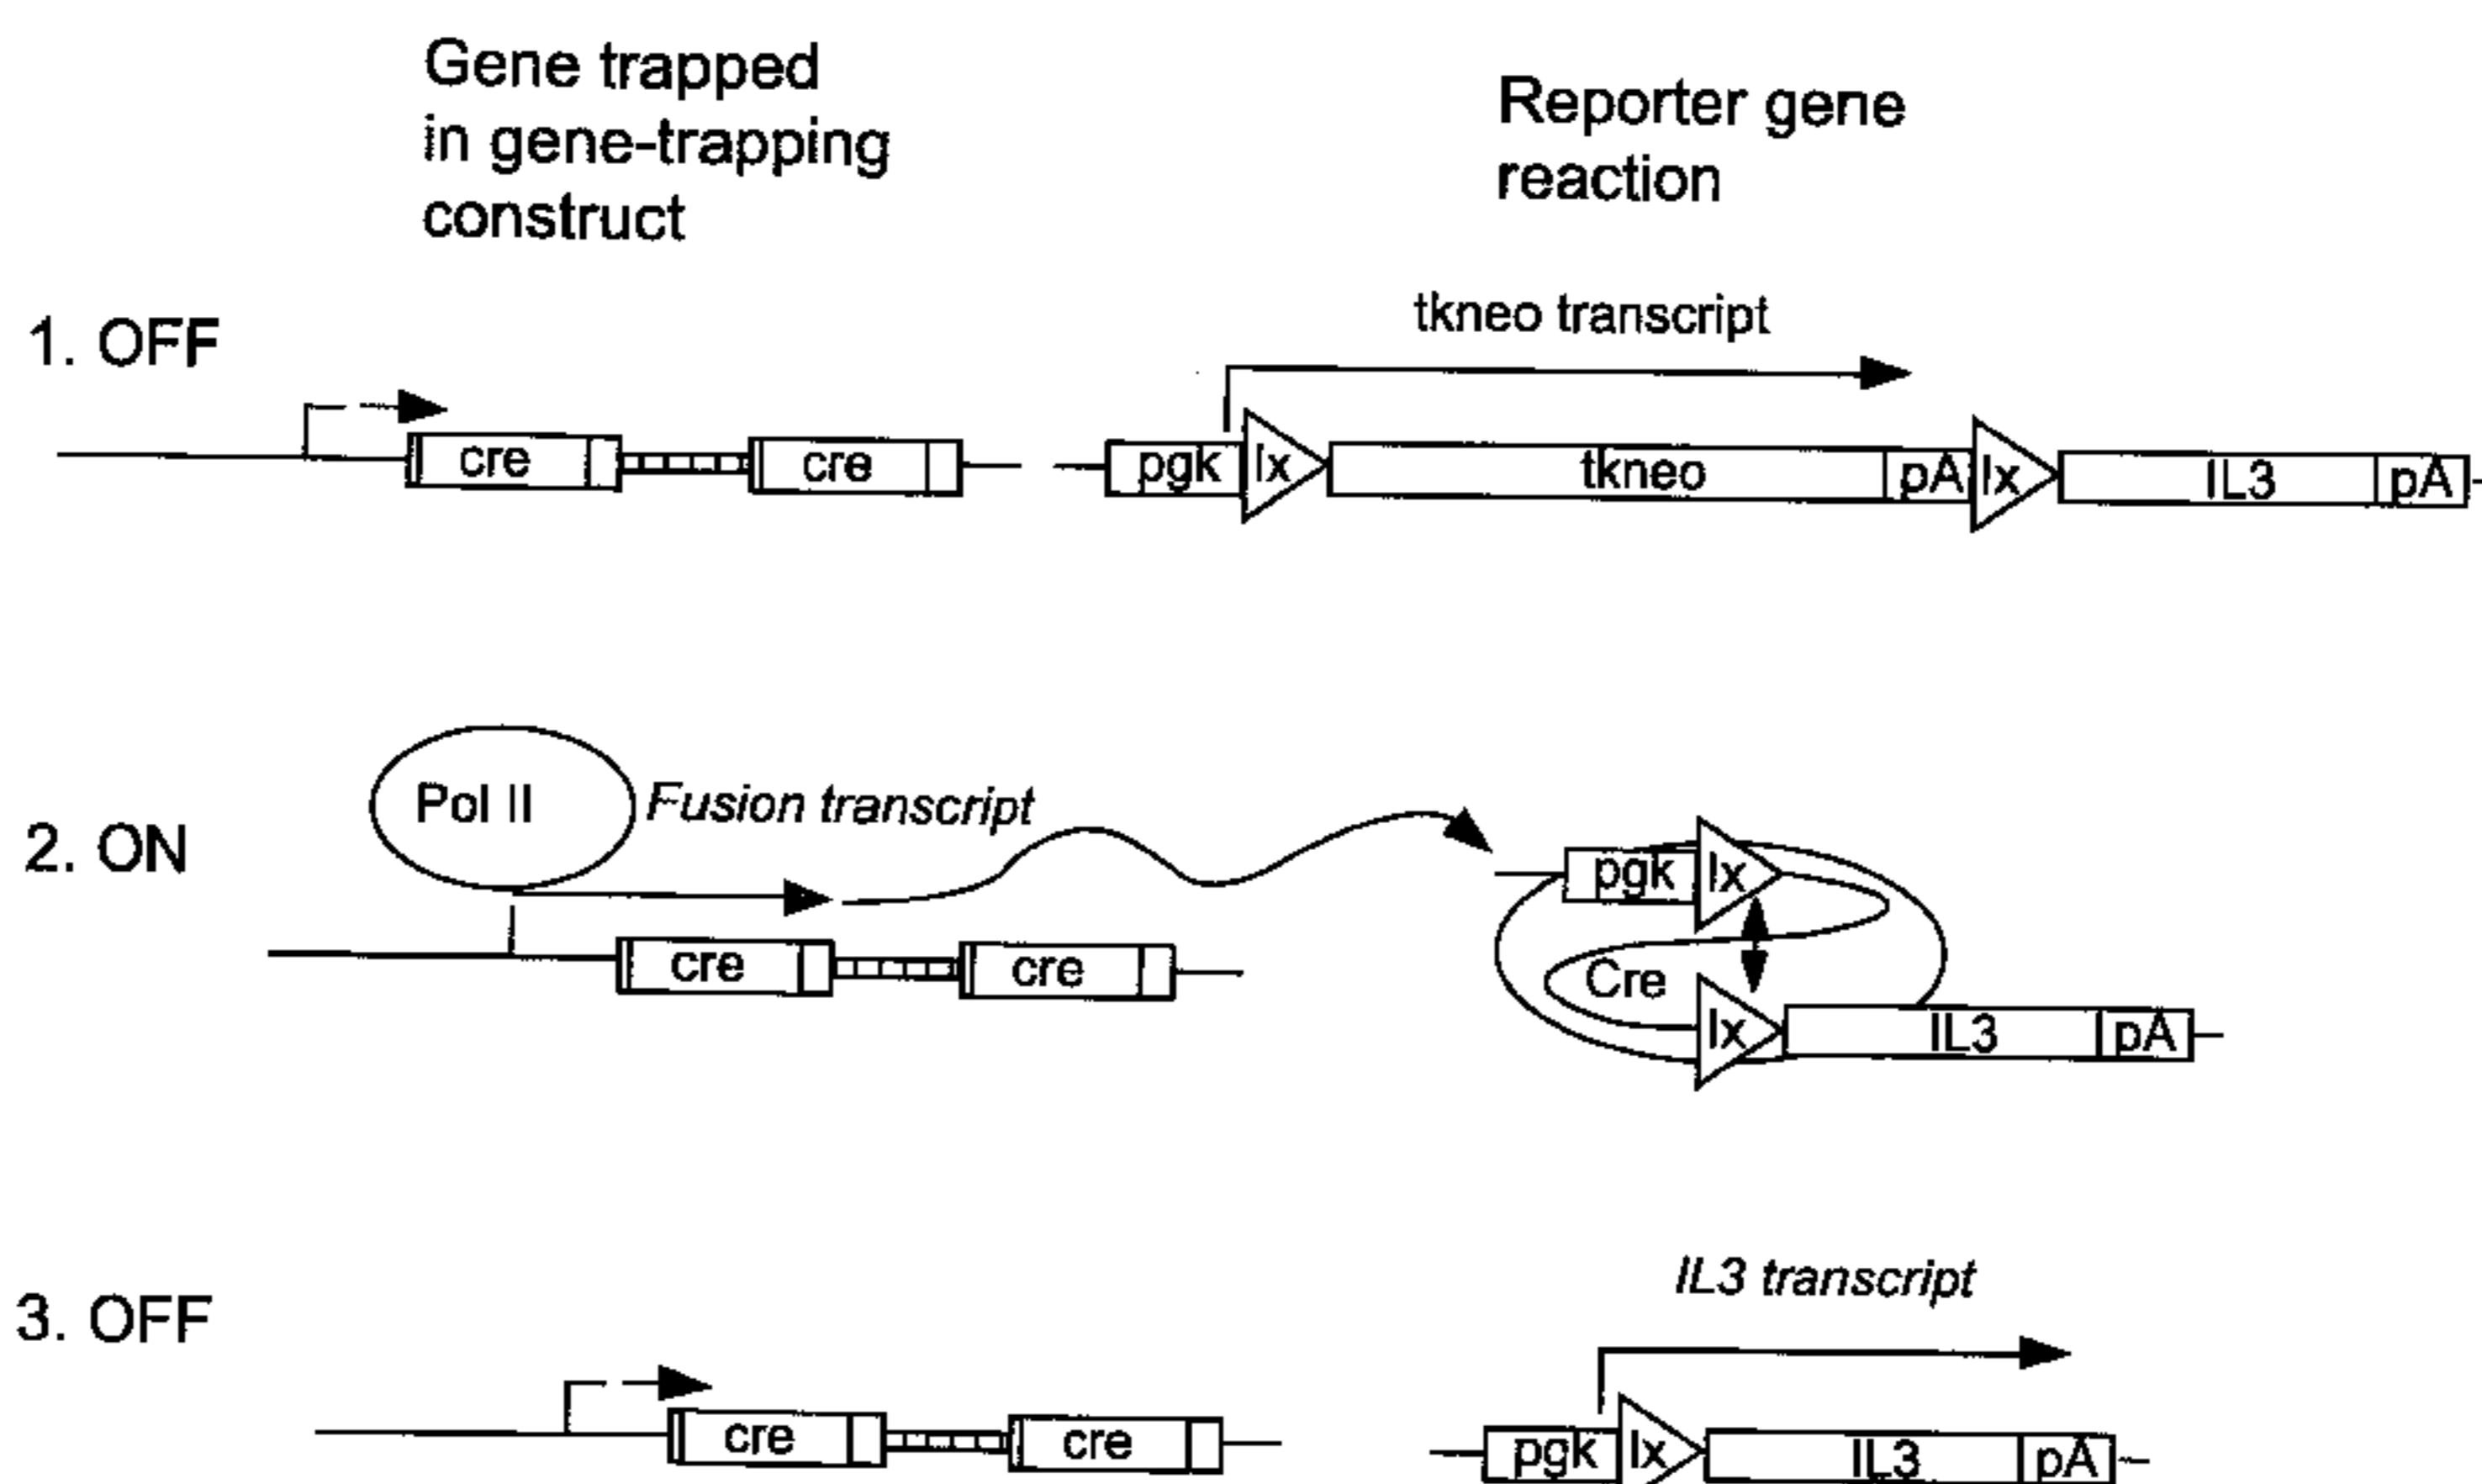 Gene trapped
in gene-trapping
construct
Reporter gene
reaction
tkneo transcript
1. OFF
cre cre pgk lx tkneo pA lx IL3 pA
Pol II Fusion transcript
2. ON
pgk lx
cre cre Cre
lx IL3 pA
IL3 transcript
3. OFF
cre cre pgk lx IL3 pA